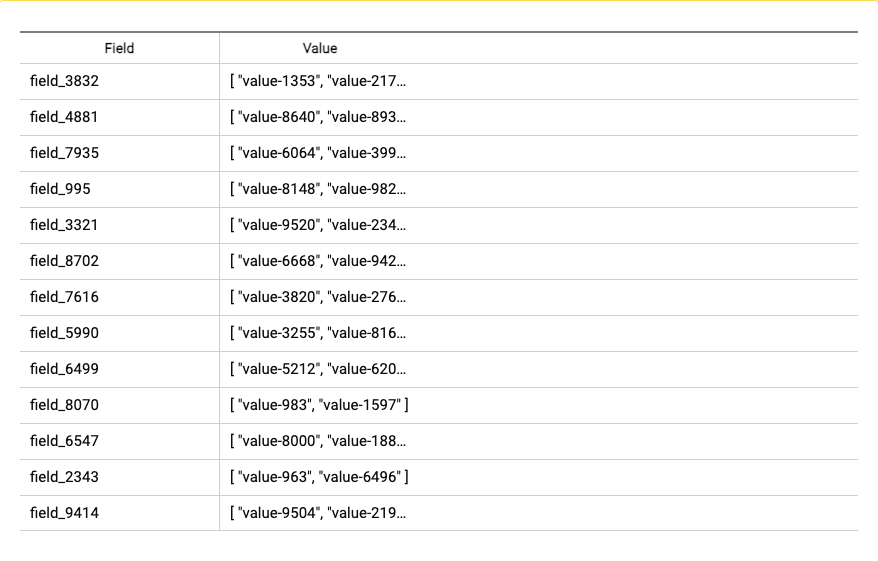 Field Value
field_3832 [ "value-1353", "value-217...
field_4881 [ "value-8640", "value-893...
field_7935 [ "value-6064", "value-399...
field_995 [ "value-8148", "value-982...
field_3321 [ "value-9520", "value-234...
field_8702 [ "value-6668", "value-942...
field_7616 [ "value-3820", "value-276...
field_5990 [ "value-3255", "value-816...
field_6499 [ "value-5212", "value-620...
field_8070 [ "value-983", "value-1597" ]
field_6547 [ "value-8000", "value-188...
field_2343 [ "value-963", "value-6496" ]
field_9414 [ "value-9504", "value-219...